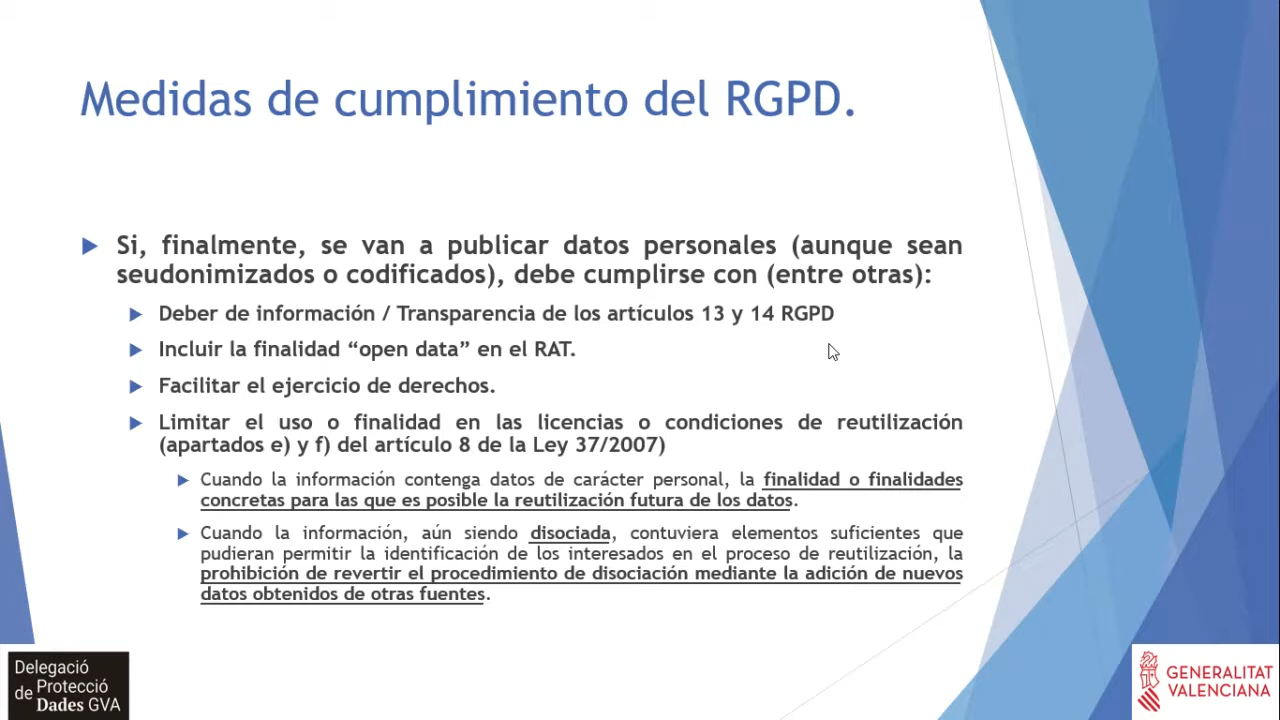 Medidas de cumplimiento del RGPD.
Si, finalmente, se van a publicar datos personales (aunque sean
seudonimizados o codificados), debe cumplirse con (entre otras):
Deber de información / Transparencia de los artículos 13 y 14 RGPD
Incluir la finalidad “open data” en el RAT.
Facilitar el ejercicio de derechos.
Limitar el uso o finalidad en las licencias o condiciones de reutilización
(apartados e) y f) del artículo 8 de la Ley 37/2007)
Cuando la información contenga datos de carácter personal, la finalidad o finalidades
concretas para las que es posible la reutilización futura de los datos.
Cuando la información, aún siendo disociada, contuviera elementos suficientes que
pudieran permitir la identificación de los interesados en el proceso de reutilización, la
prohibición de revertir el procedimiento de disociación mediante la adición de nuevos
datos obtenidos de otras fuentes.
Delegació
de Protecció
Dades GVA
GENERALITAT
VALENCIANA